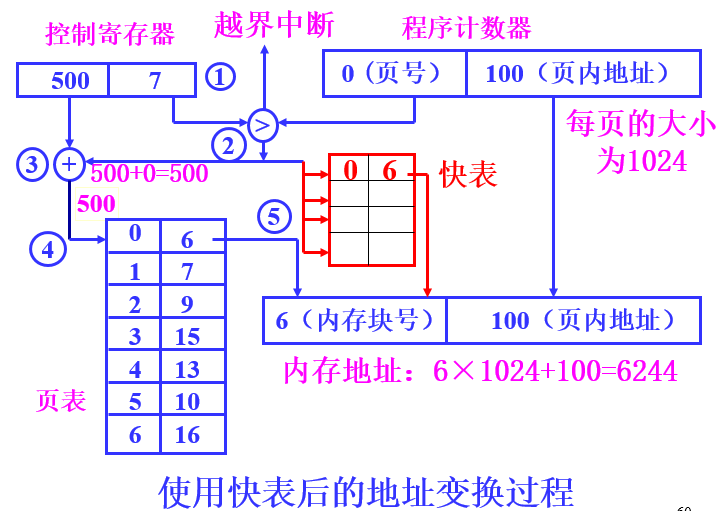 控制寄存器
越界中断
程序计数器
500 7
①
0（页号） 100（页内地址）
>
②
每页的大小
为1024
③
+
500+0=500
0 6
快表
500
④
⑤
0 6
1 7
2 9
3 15
4 13
5 10
6 16
页表
6（内存块号） 100（页内地址）
内存地址：6×1024+100=6244
使用快表后的地址变换过程